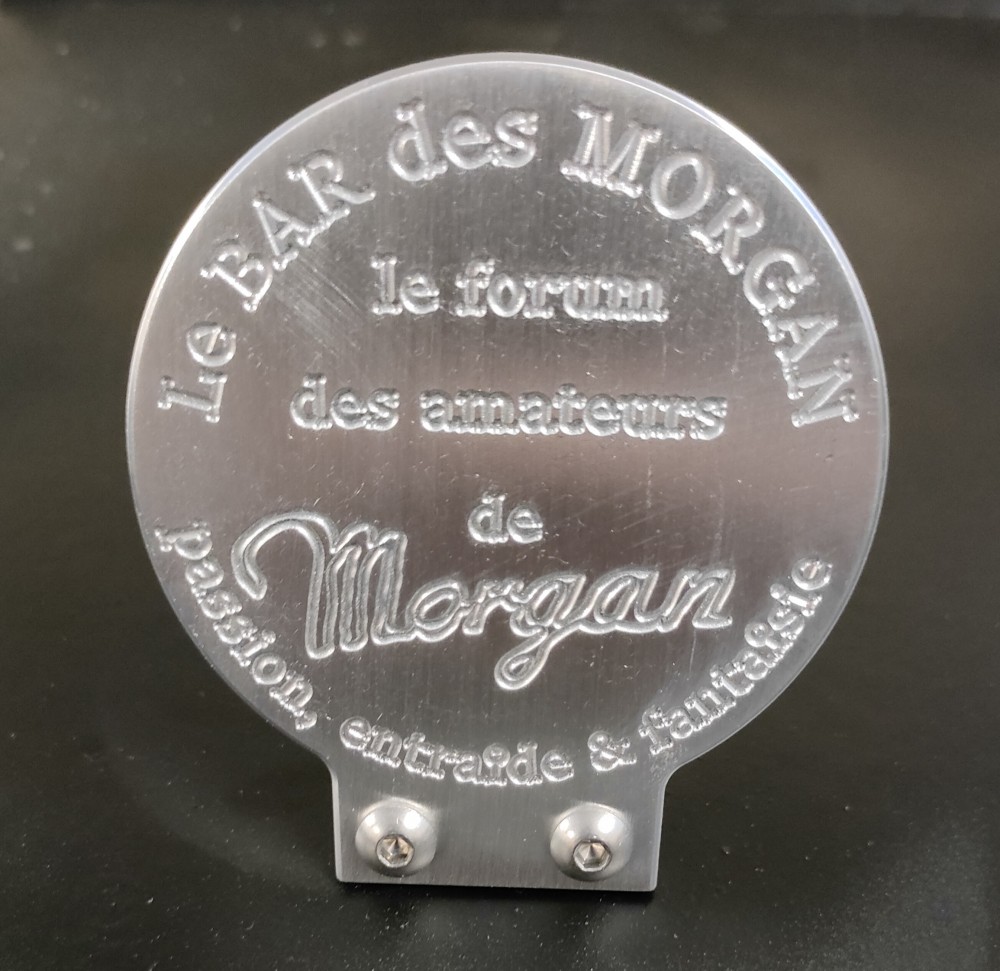 Le BAR des MORGAN
le forum
des amateurs
de
Morgan
passion, entraide & fantaisie